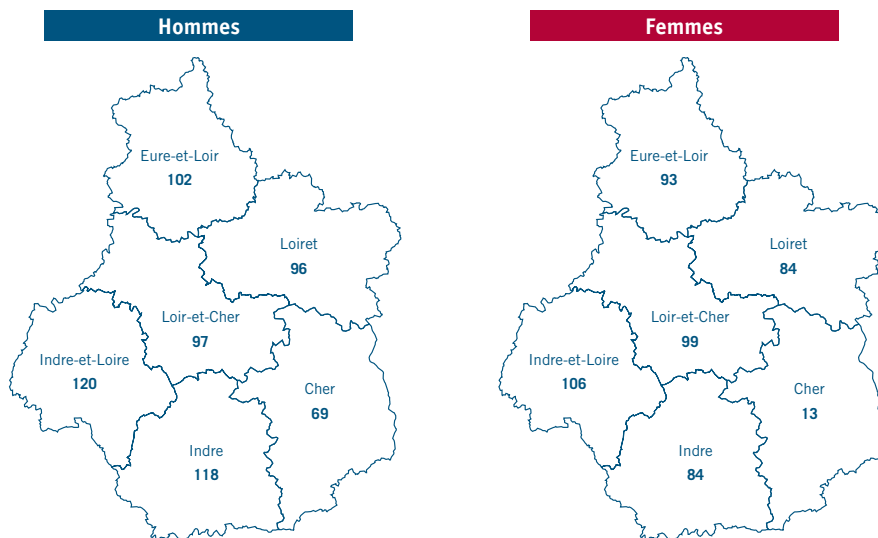 Hommes
Eure-et-Loir
102
Loiret
96
Loir-et-Cher
97
Indre-et-Loire
120
Cher
69
Indre
118
Femmes
Eure-et-Loir
93
Loiret
84
Loir-et-Cher
99
Indre-et-Loire
106
Cher
13
Indre
84